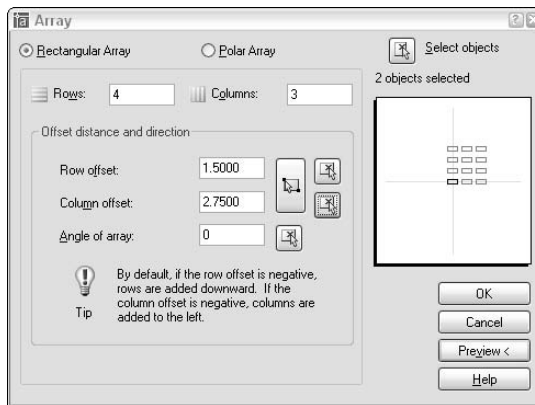 Array
Rectangular Array
Polar Array
Select objects
2 objects selected
Rows: 4
Columns: 3
Offset distance and direction
Row offset: 1.5000
Column offset: 2.7500
Angle of array: 0
Tip
By default, if the row offset is negative,
rows are added downward. If the
column offset is negative, columns are
added to the left.
OK
Cancel
Preview <
Help